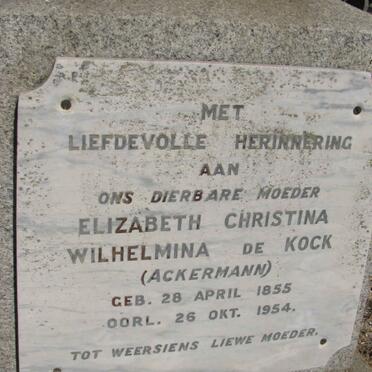 MET
LIEFDEVOLLE HERINNERING
AAN
ONS DIERBARE MOEDER
ELIZABETH CHRISTINA
WILHELMINA DE KOCK
(ACKERMANN)
GEB. 28 APRIL 1855
OORL. 26 OKT. 1954.
TOT WEERSIENS LIEWE MOEDER.